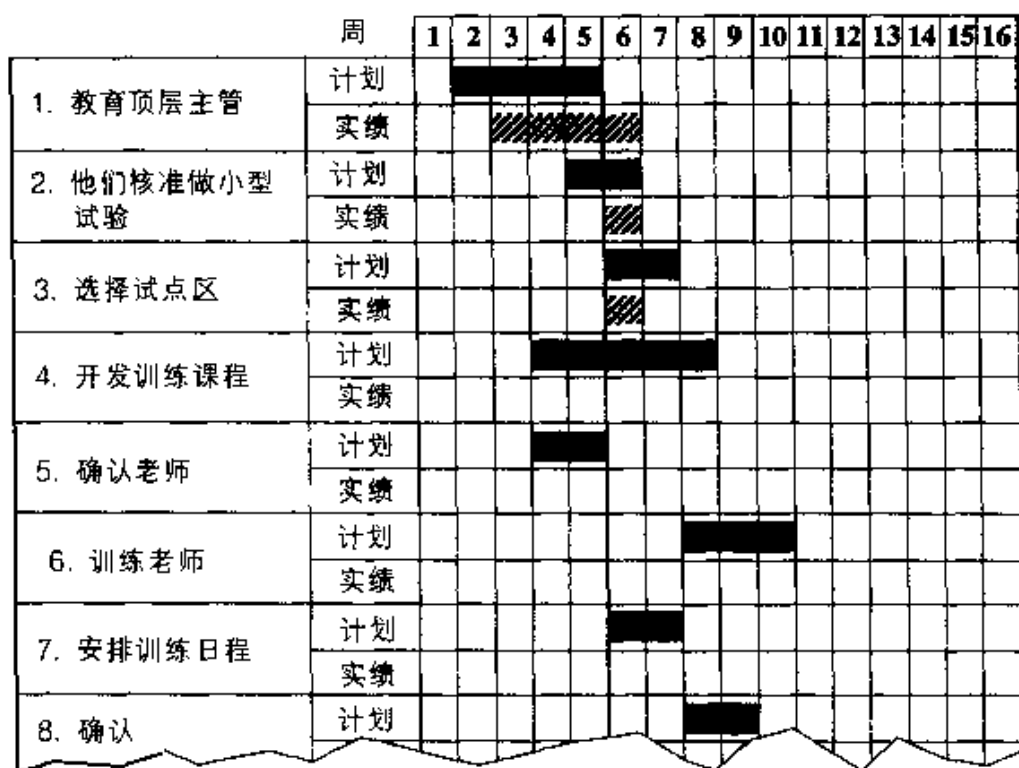 周 1 2 3 4 5 6 7 8 9 10 11 12 13 14 15 16
1. 教育顶层主管 计划
实绩
2. 他们核准做小型 计划
试验 实绩
3. 选择试点区 计划
实绩
4. 开发训练课程 计划
实绩
5. 确认老师 计划
实绩
6. 训练老师 计划
实绩
7. 安排训练日程 计划
实绩
8. 确认 计划